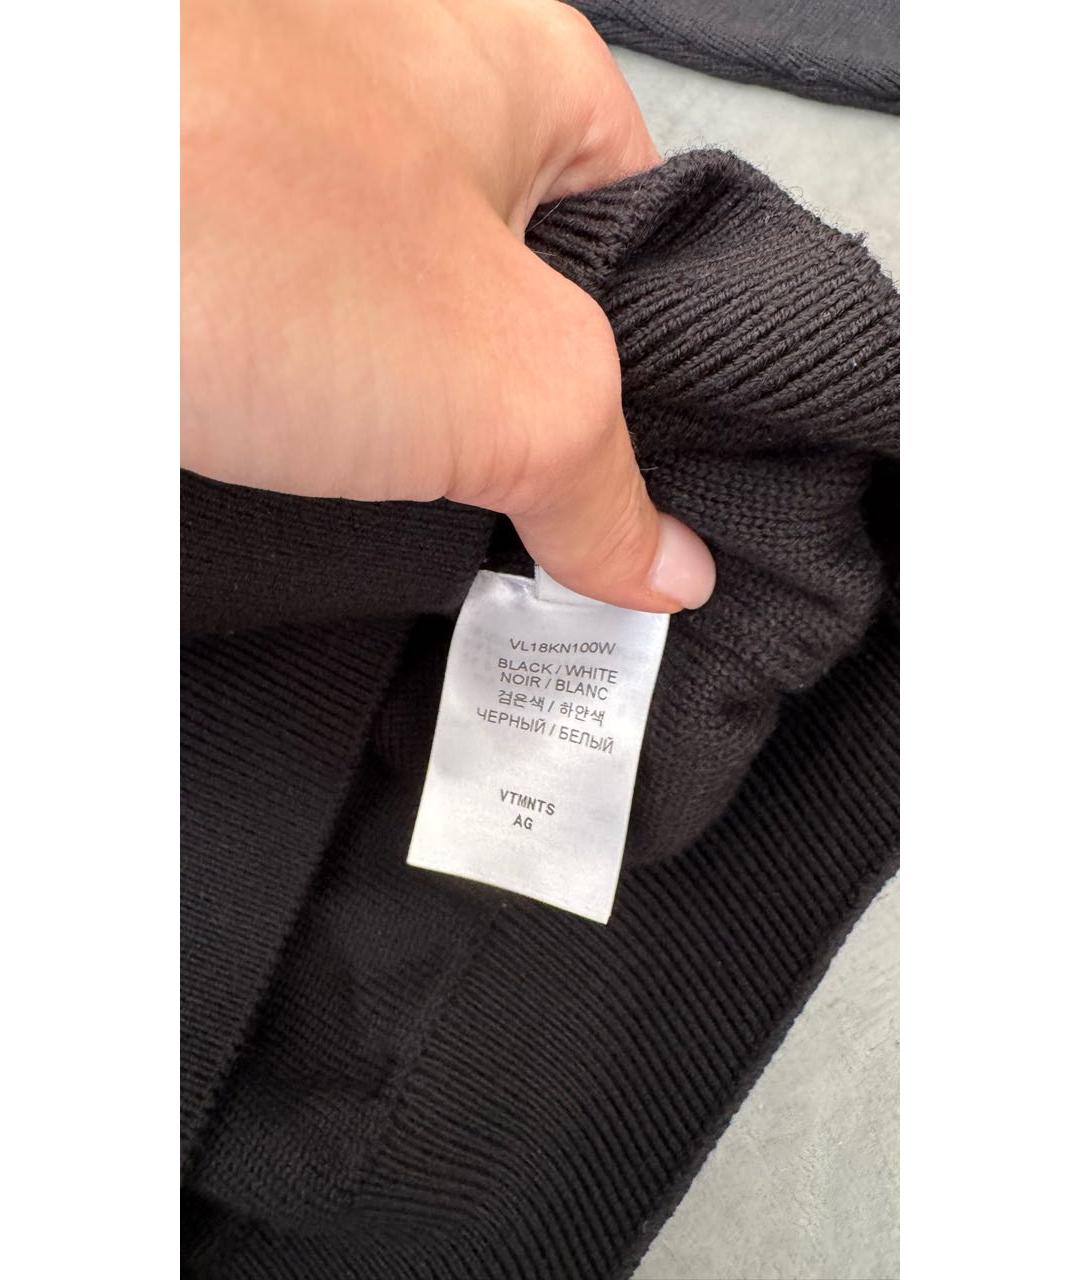 VL18KN100W
BLACK / WHITE
NOIR / BLANC
검은색 / 하얀색
ЧЕРНЫЙ / БЕЛЫЙ
VTMNTS
AG